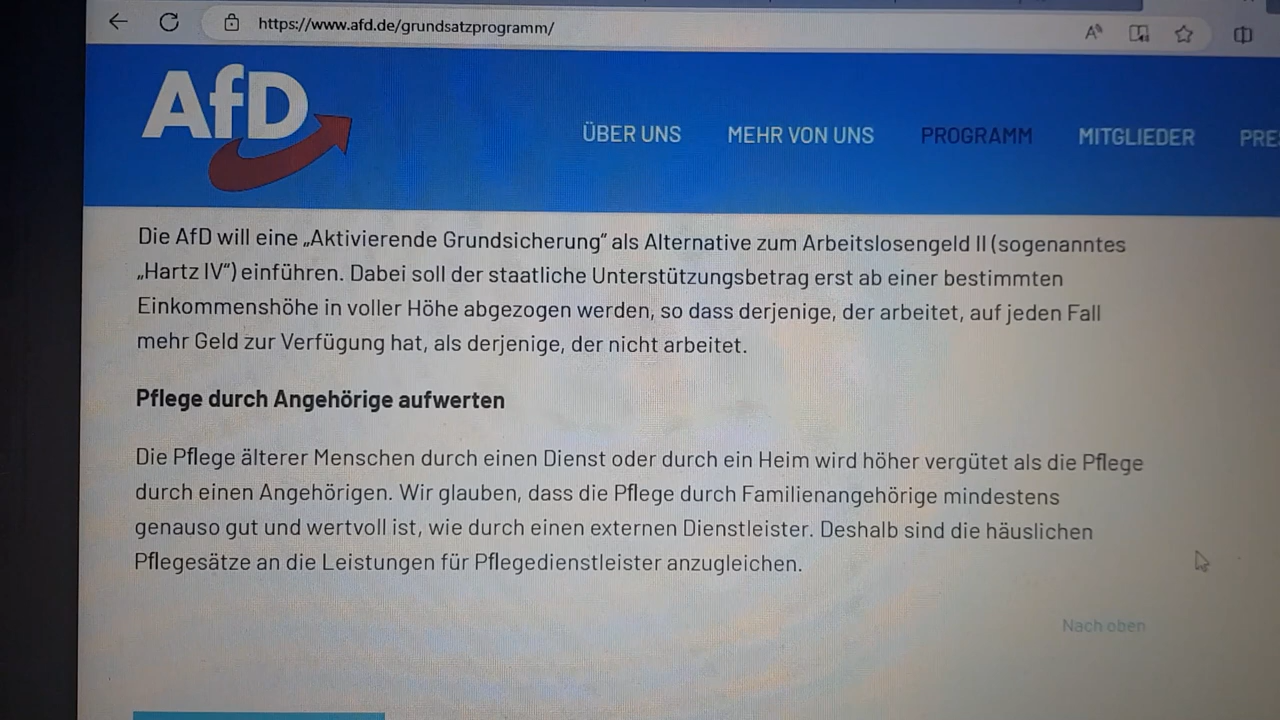 https://www.afd.de/grundsatzprogramm/
AfD
ÜBER UNS
MEHR VON UNS
PROGRAMM
MITGLIEDER
PRE
Die AfD will eine „Aktivierende Grundsicherung“ als Alternative zum Arbeitslosengeld II (sogenanntes
„Hartz IV“) einführen. Dabei soll der staatliche Unterstützungsbetrag erst ab einer bestimmten
Einkommenshöhe in voller Höhe abgezogen werden, so dass derjenige, der arbeitet, auf jeden Fall
mehr Geld zur Verfügung hat, als derjenige, der nicht arbeitet.
Pflege durch Angehörige aufwerten
Die Pflege älterer Menschen durch einen Dienst oder durch ein Heim wird höher vergütet als die Pflege
durch einen Angehörigen. Wir glauben, dass die Pflege durch Familienangehörige mindestens
genauso gut und wertvoll ist, wie durch einen externen Dienstleister. Deshalb sind die häuslichen
Pflegesätze an die Leistungen für Pflegedienstleister anzugleichen.
Nach oben